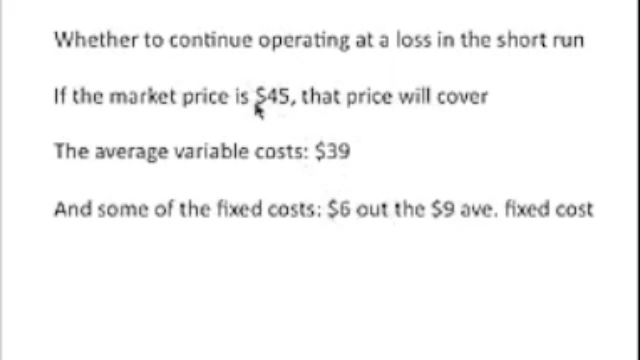 Whether to continue operating at a loss in the short run
If the market price is $45, that price will cover
The average variable costs: $39
And some of the fixed costs: $6 out the $9 ave. fixed cost